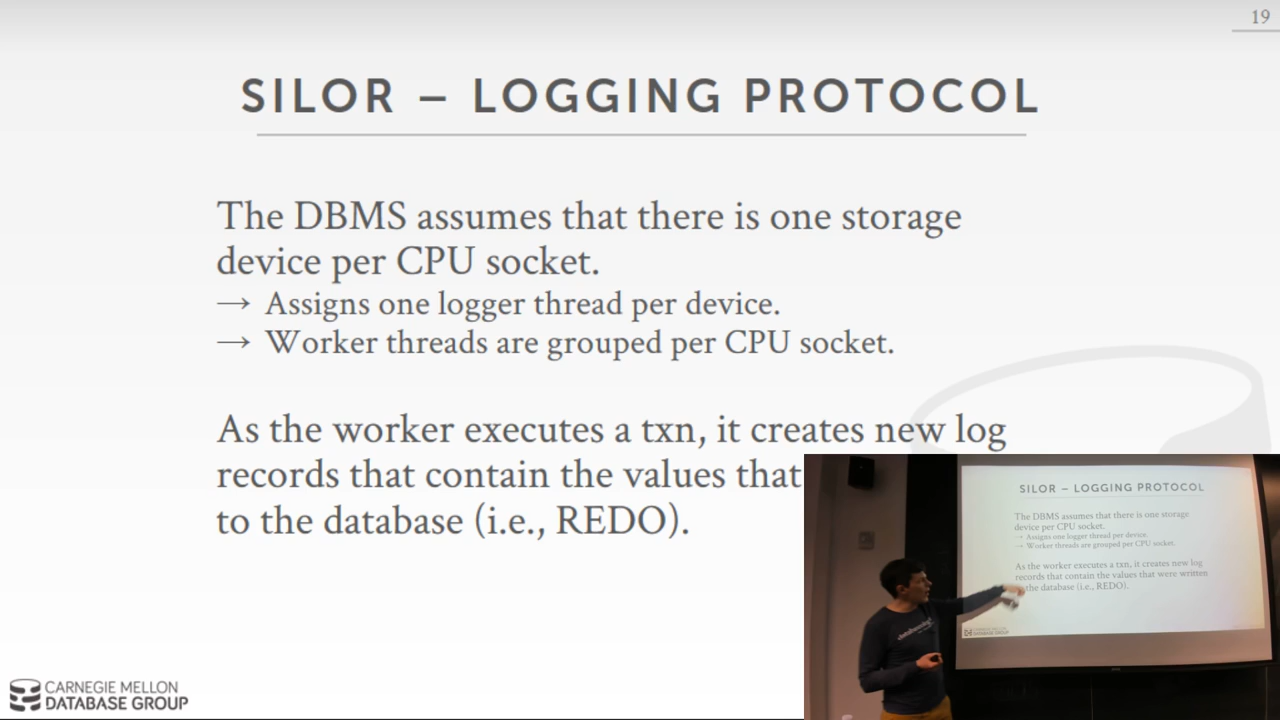 19
SILOR – LOGGING PROTOCOL
The DBMS assumes that there is one storage
device per CPU socket.
→ Assigns one logger thread per device.
→ Worker threads are grouped per CPU socket.
As the worker executes a txn, it creates new log
records that contain the values that
to the database (i.e., REDO).
CARNEGIE MELLON
DATABASE GROUP
SILOR – LOGGING PROTOCOL
The DBMS assumes that there is one storage
device per CPU socket.
→ Assigns one logger thread per device.
→ Worker threads are grouped per CPU socket.
As the worker executes a txn, it creates new log
records that contain the values that were written
the database (i.e., REDO).
CARNEGIE MELLON
DATABASE GROUP